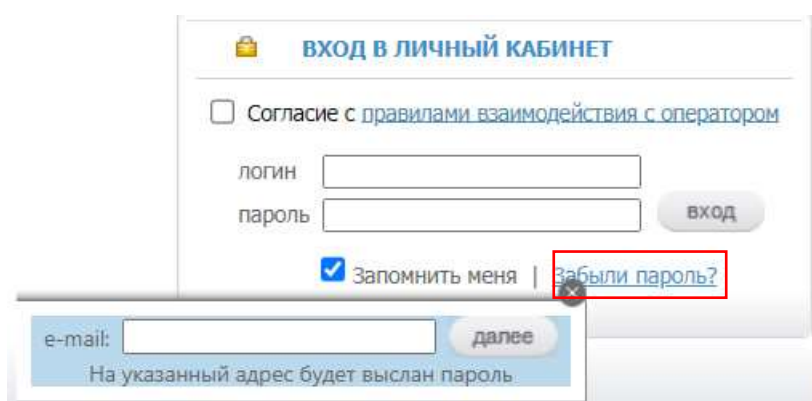 ВХОД В ЛИЧНЫЙ КАБИНЕТ
Согласие с правилами взаимодействия с оператором
логин
пароль вход
Запомнить меня | Забыли пароль?
e-mail: далее
На указанный адрес будет выслан пароль